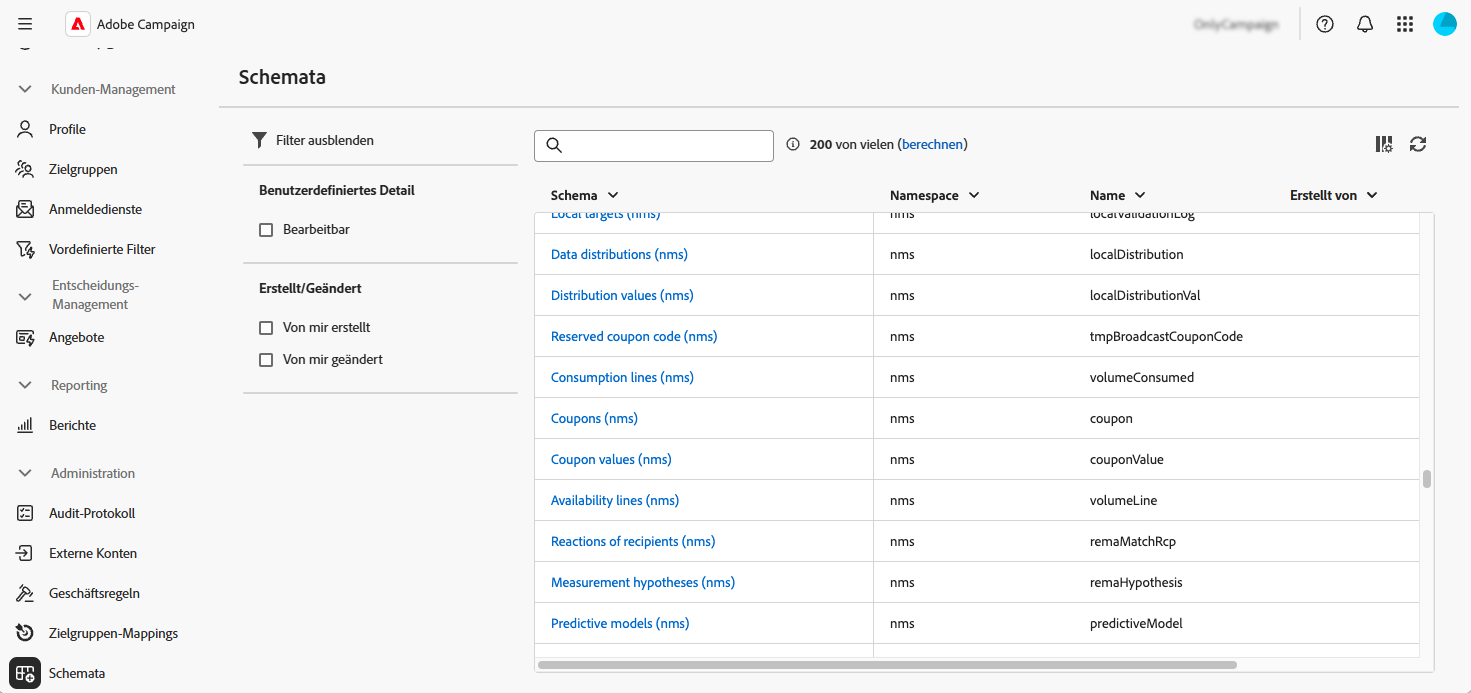 Adobe Campaign
OnlyCampaign
Kunden-Management
Profile
Zielgruppen
Anmeldedienste
Vordefinierte Filter
Entscheidungs-
Management
Angebote
Reporting
Berichte
Administration
Audit-Protokoll
Externe Konten
Geschäftsregeln
Zielgruppen-Mappings
Schemata
Schemata
Filter ausblenden
Benutzerdefiniertes Detail
Bearbeitbar
Erstellt/Geändert
Von mir erstellt
Von mir geändert
200 von vielen (berechnen)
Schema Namespace Name Erstellt von
Local targets (nms) nms localValidationLog
Data distributions (nms) nms localDistribution
Distribution values (nms) nms localDistributionVal
Reserved coupon code (nms) nms tmpBroadcastCouponCode
Consumption lines (nms) nms volumeConsumed
Coupons (nms) nms coupon
Coupon values (nms) nms couponValue
Availability lines (nms) nms volumeLine
Reactions of recipients (nms) nms remaMatchRcp
Measurement hypotheses (nms) nms remaHypothesis
Predictive models (nms) nms predictiveModel